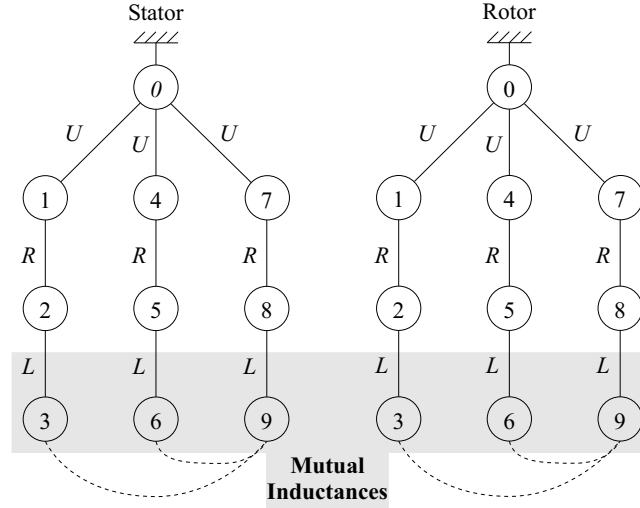 Stator Rotor
0 0
U U U U U U
1 4 7 1 4 7
R R R R R R
2 5 8 2 5 8
L L L L L L
3 6 9 3 6 9
Mutual
Inductances